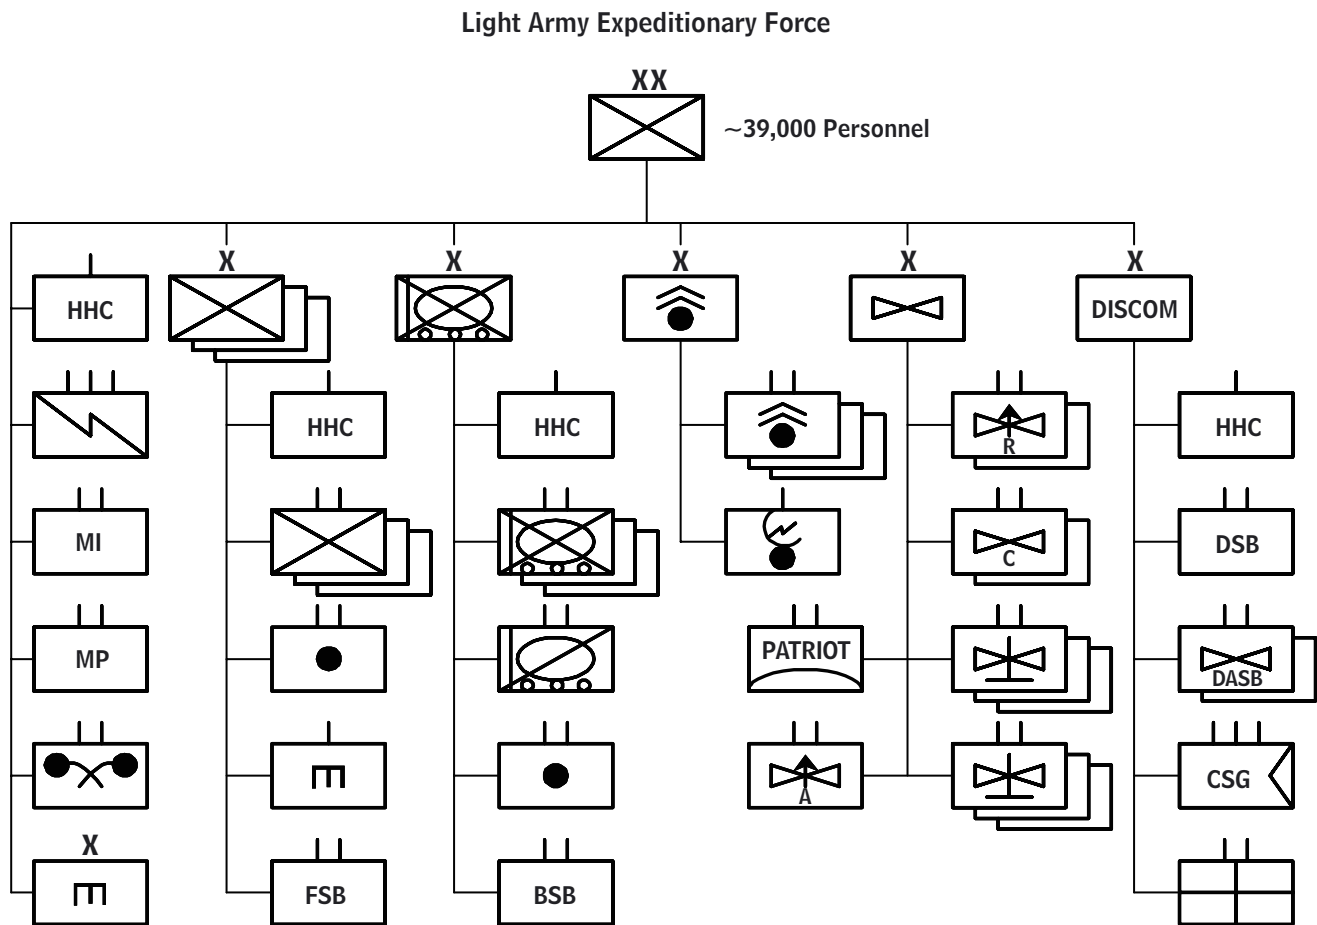 Light Army Expeditionary Force
XX
~39,000 Personnel
X
X
X
X
X
HHC
DISCOM
HHC
HHC
R
HHC
MI
C
DSB
MP
PATRIOT
DASB
A
CSG
X
FSB
BSB